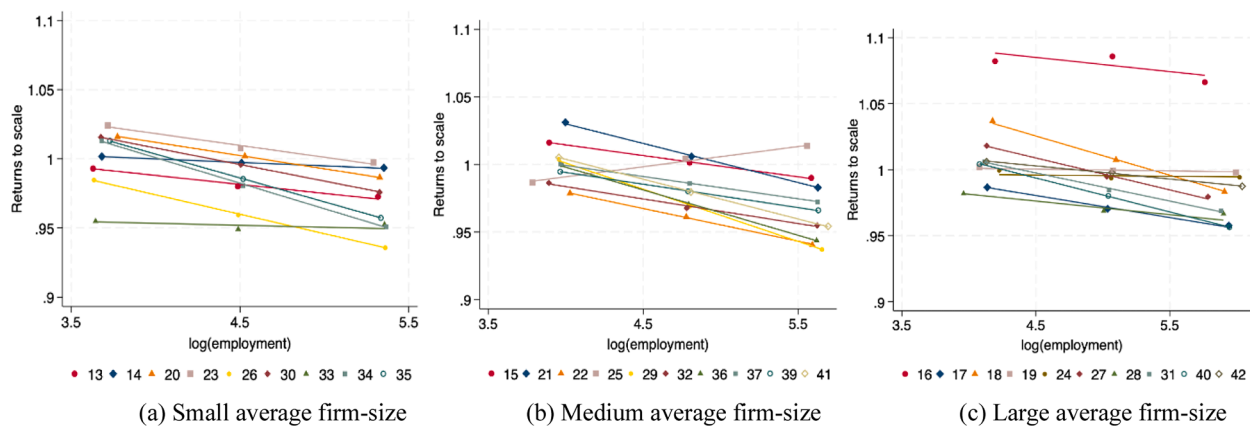 1.1
1.05
1
.95
.9
Returns to scale
3.5 4.5 5.5
log(employment)
13 14 20 23 26 30 33 34 35
(a) Small average firm-size
1.1
1.05
1
.95
.9
Returns to scale
3.5 4.5 5.5
log(employment)
15 21 22 25 29 32 36 37 39 41
(b) Medium average firm-size
1.1
1.05
1
.95
.9
Returns to scale
3.5 4.5 5.5
log(employment)
16 17 18 19 24 27 28 31 40 42
(c) Large average firm-size